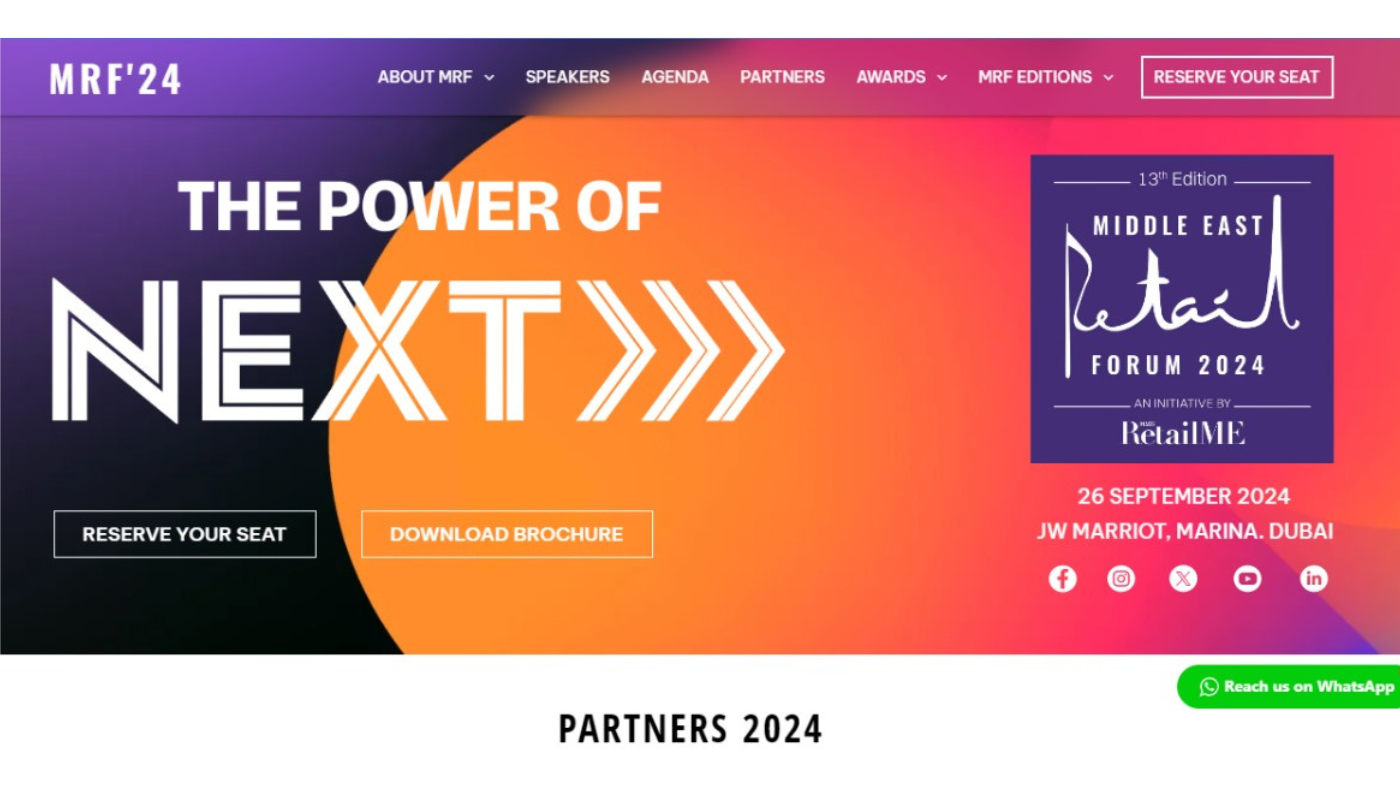 MRF'24
ABOUT MRF
SPEAKERS
AGENDA
PARTNERS
AWARDS
MRF EDITIONS
RESERVE YOUR SEAT
THE POWER OF
NEXT
RESERVE YOUR SEAT
DOWNLOAD BROCHURE
13th Edition
MIDDLE EAST
Retail
FORUM 2024
AN INITIATIVE BY
RetailME
26 SEPTEMBER 2024
JW MARRIOT, MARINA. DUBAI
Reach us on WhatsApp
PARTNERS 2024